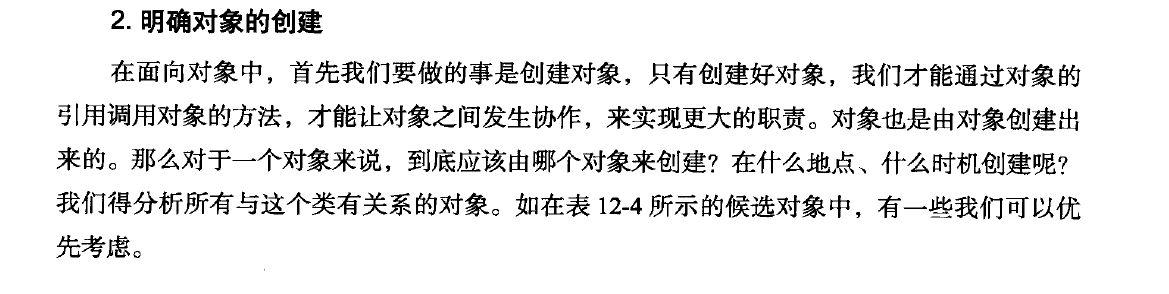 2. 明确对象的创建
在面向对象中，首先我们要做的事是创建对象，只有创建好对象，我们才能通过对象的
引用调用对象的方法，才能让对象之间发生协作，来实现更大的职责。对象也是由对象创建出
来的。那么对于一个对象来说，到底应该由哪个对象来创建？在什么地点、什么时机创建呢？
我们得分析所有与这个类有关系的对象。如在表 12-4 所示的候选对象中，有一些我们可以优
先考虑。